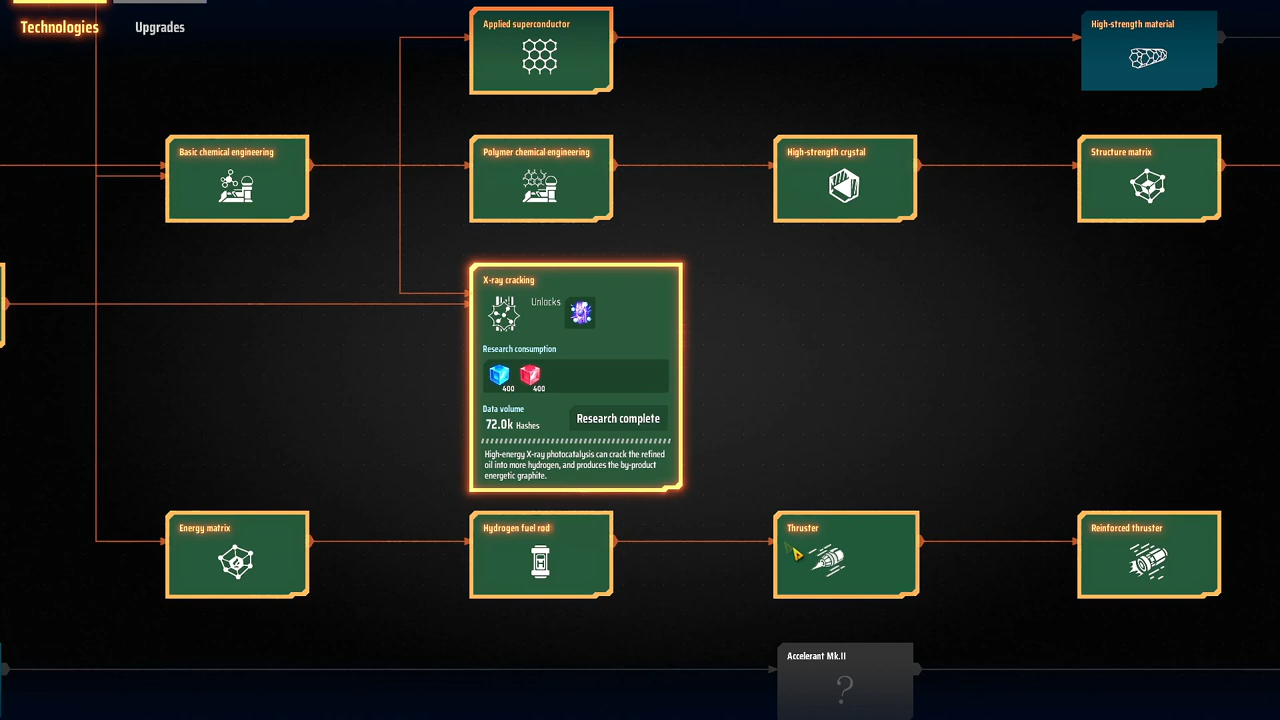 Technologies
Upgrades
Applied superconductor
High-strength material
Basic chemical engineering
Polymer chemical engineering
High-strength crystal
Structure matrix
X-ray cracking
Unlocks
Research consumption
400
400
Data volume
72.0k Hashes
Research complete
High-energy X-ray photocatalysis can crack the refined
oil into more hydrogen, and produces the by-product
energetic graphite.
Energy matrix
Hydrogen fuel rod
H
Thruster
Reinforced thruster
Accelerant Mk.II
?